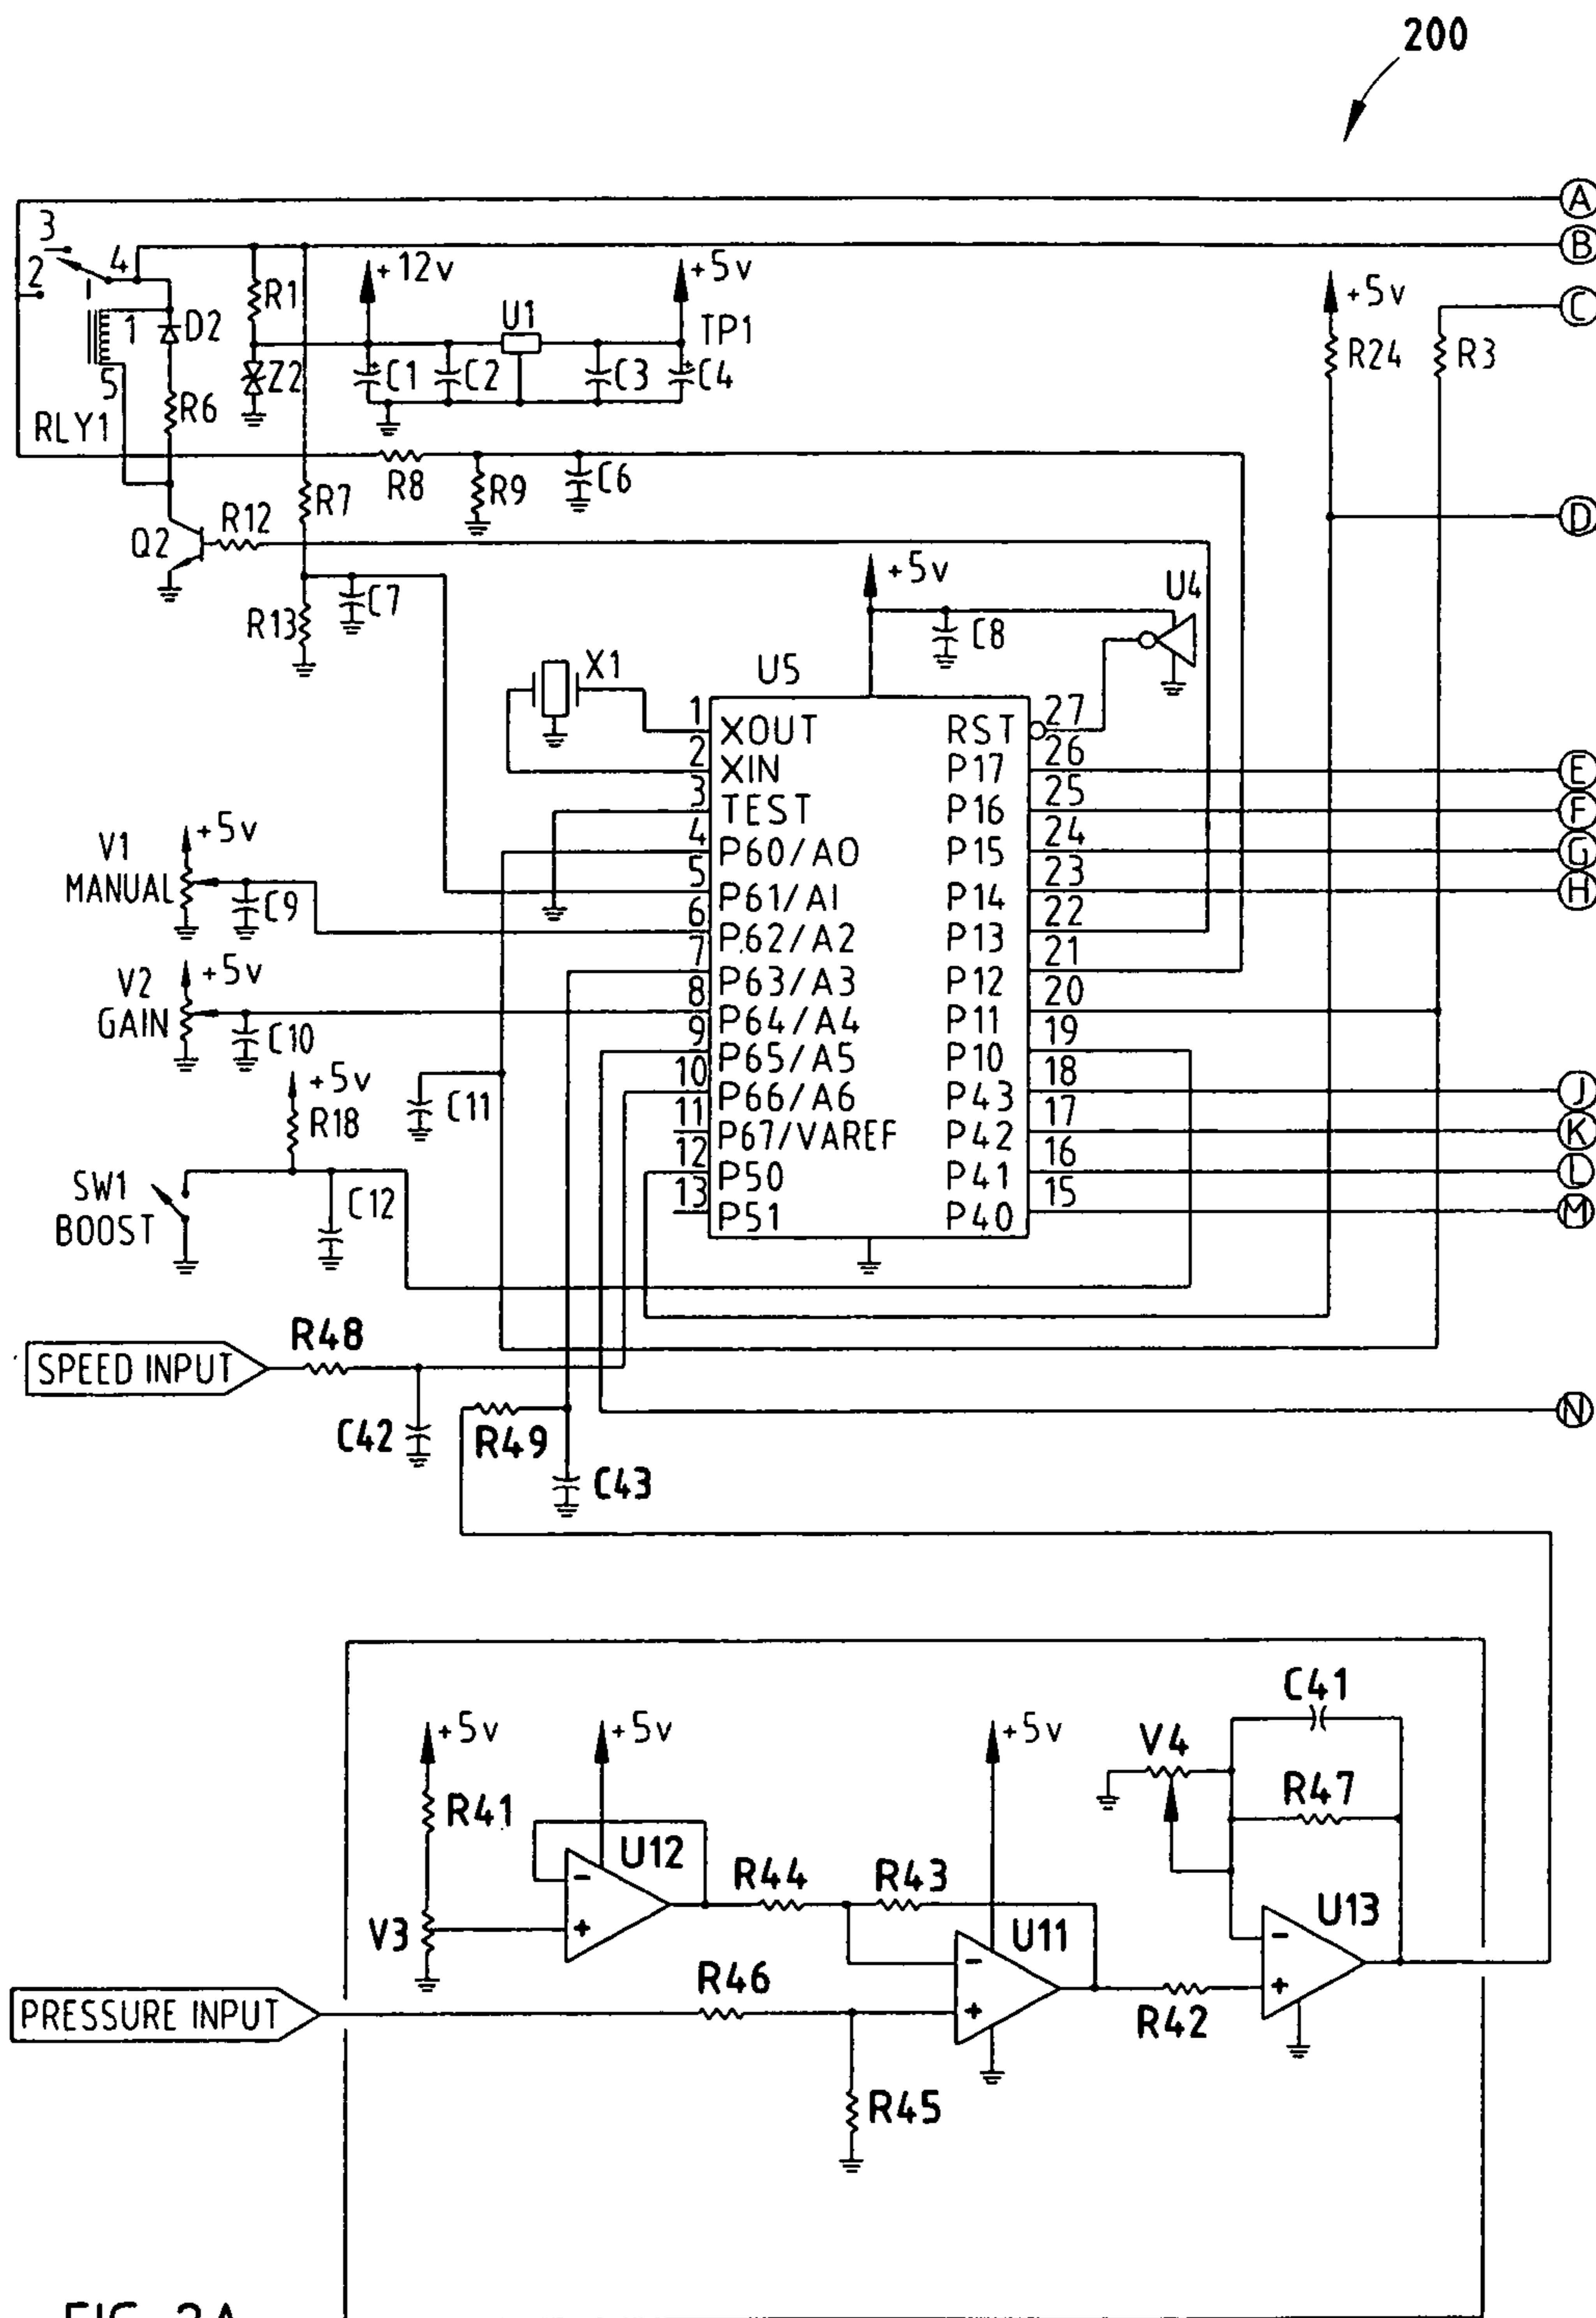 200
A
3
B
4
2
+12v
+5v
+5v
C
R1
U1
TP1
1
D2
R24
R3
Z2
C1
C2
C3
C4
5
R6
RLY1
R8
R9
C6
R7
R12
D
Q2
+5v
U4
C7
R13
C8
X1
U5
1 XOUT RST 27
2 XIN P17 26 E
3 TEST P16 25 F
4 P60/A0 P15 24 G
5 P61/A1 P14 23 H
6 P62/A2 P13 22
7 P63/A3 P12 21
8 P64/A4 P11 20
9 P65/A5 P10 19
10 P66/A6 P43 18 J
11 P67/VAREF P42 17 K
12 P50 P41 16 L
13 P51 P40 15 M
V1
MANUAL
+5v
C9
V2
GAIN
+5v
C10
+5v
R18
C11
SW1
BOOST
C12
SPEED INPUT
R48
C42
R49
N
C43
C41
+5v
+5v
+5v
V4
R41
R47
U12
R44
R43
V3
U11
U13
-
+
-
+
-
+
PRESSURE INPUT
R46
R42
R45